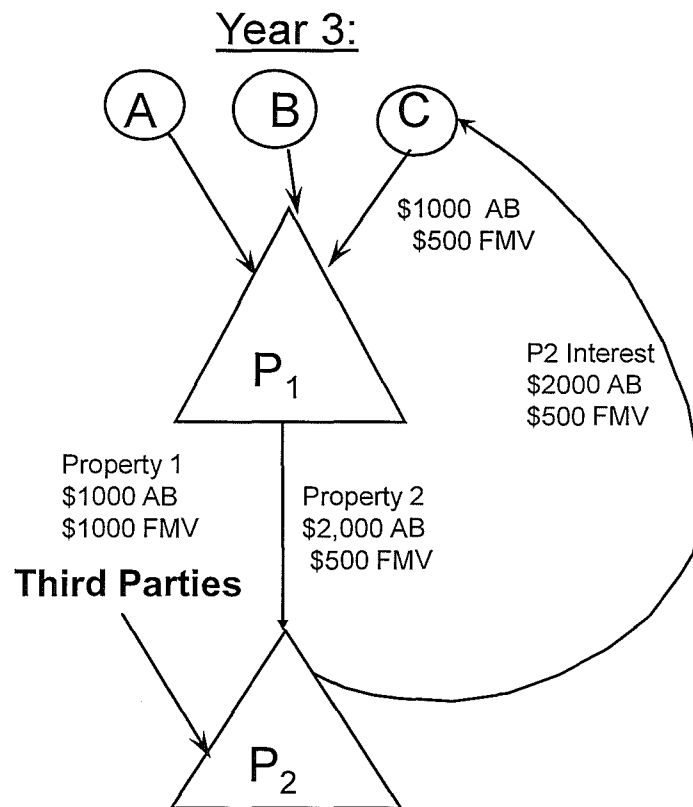 Year 3:
A
B
C
$1000 AB
$500 FMV
P1
P2 Interest
$2000 AB
$500 FMV
Property 1
$1000 AB
$1000 FMV
Property 2
$2,000 AB
$500 FMV
Third Parties
P2